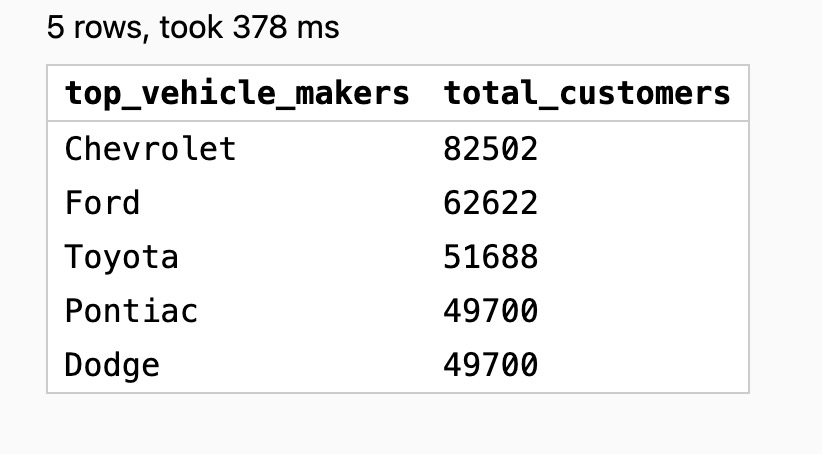 5 rows, took 378 ms
top_vehicle_makers total_customers
Chevrolet 82502
Ford 62622
Toyota 51688
Pontiac 49700
Dodge 49700